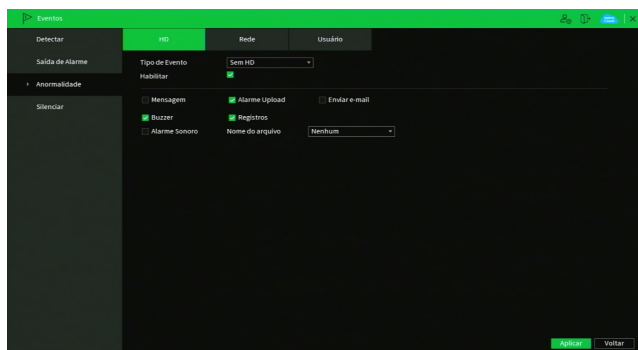 Eventos
Detectar
Saída de Alarme
Anormalidade
Silenciar
HD Rede Usuário
Tipo de Evento Sem HD
Habilitar
Mensagem Alarme Upload Enviar e-mail
Buzzer Registros
Alarme Sonoro Nome do arquivo Nenhum
Aplicar Voltar